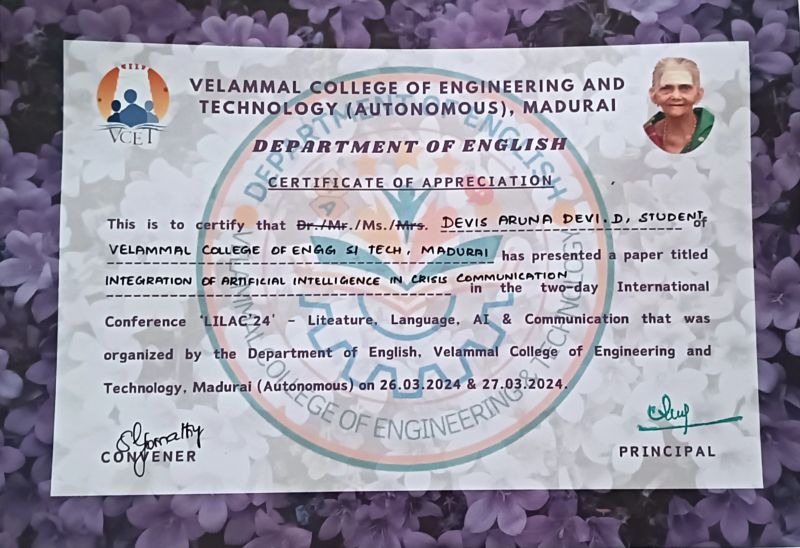 VCET
VELAMMAL COLLEGE OF ENGINEERING AND
TECHNOLOGY (AUTONOMOUS), MADURAI
DEPARTMENT OF ENGLISH
CERTIFICATE OF APPRECIATION
This is to certify that Dr./Mr./Ms./Mrs. DEVIS ARUNA DEVI.D, STUDENT of
VELAMMAL COLLEGE OF ENGG & TECH, MADURAI has presented a paper titled
INTEGRATION OF ARTIFICIAL INTELLIGENCE IN CRISIS COMMUNICATION in the two-day International
Conference 'LILAC'24' - Liteature, Language, AI & Communication that was
organized by the Department of English, Velammal College of Engineering and
Technology, Madurai (Autonomous) on 26.03.2024 & 27.03.2024.
CONVENER
PRINCIPAL
DEPARTMENT OF ENGLISH
VELAMMAL COLLEGE OF ENGINEERING & TECHNOLOGY